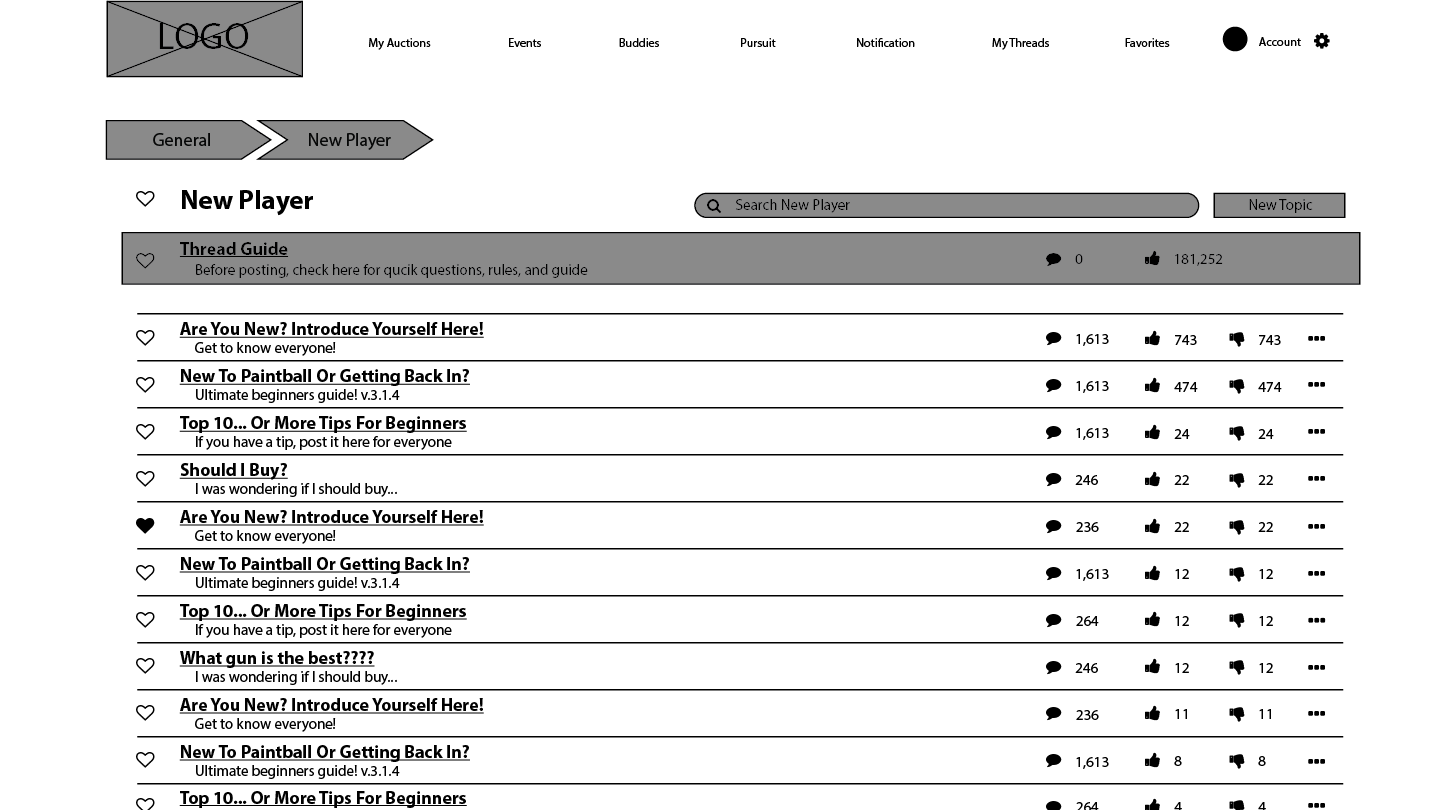 LOGO
My Auctions Events Buddies Pursuit Notification My Threads Favorites Account
General New Player
New Player Search New Player New Topic
Thread Guide
Before posting, check here for qucik questions, rules, and guide 0 181,252
Are You New? Introduce Yourself Here!
Get to know everyone! 1,613 743 743
New To Paintball Or Getting Back In?
Ultimate beginners guide! v.3.1.4 1,613 474 474
Top 10... Or More Tips For Beginners
If you have a tip, post it here for everyone 1,613 24 24
Should I Buy?
I was wondering if I should buy... 246 22 22
Are You New? Introduce Yourself Here!
Get to know everyone! 236 22 22
New To Paintball Or Getting Back In?
Ultimate beginners guide! v.3.1.4 1,613 12 12
Top 10... Or More Tips For Beginners
If you have a tip, post it here for everyone 264 12 12
What gun is the best????
I was wondering if I should buy... 246 12 12
Are You New? Introduce Yourself Here!
Get to know everyone! 236 11 11
New To Paintball Or Getting Back In?
Ultimate beginners guide! v.3.1.4 1,613 8 8
Top 10... Or More Tips For Beginners 264 4 4